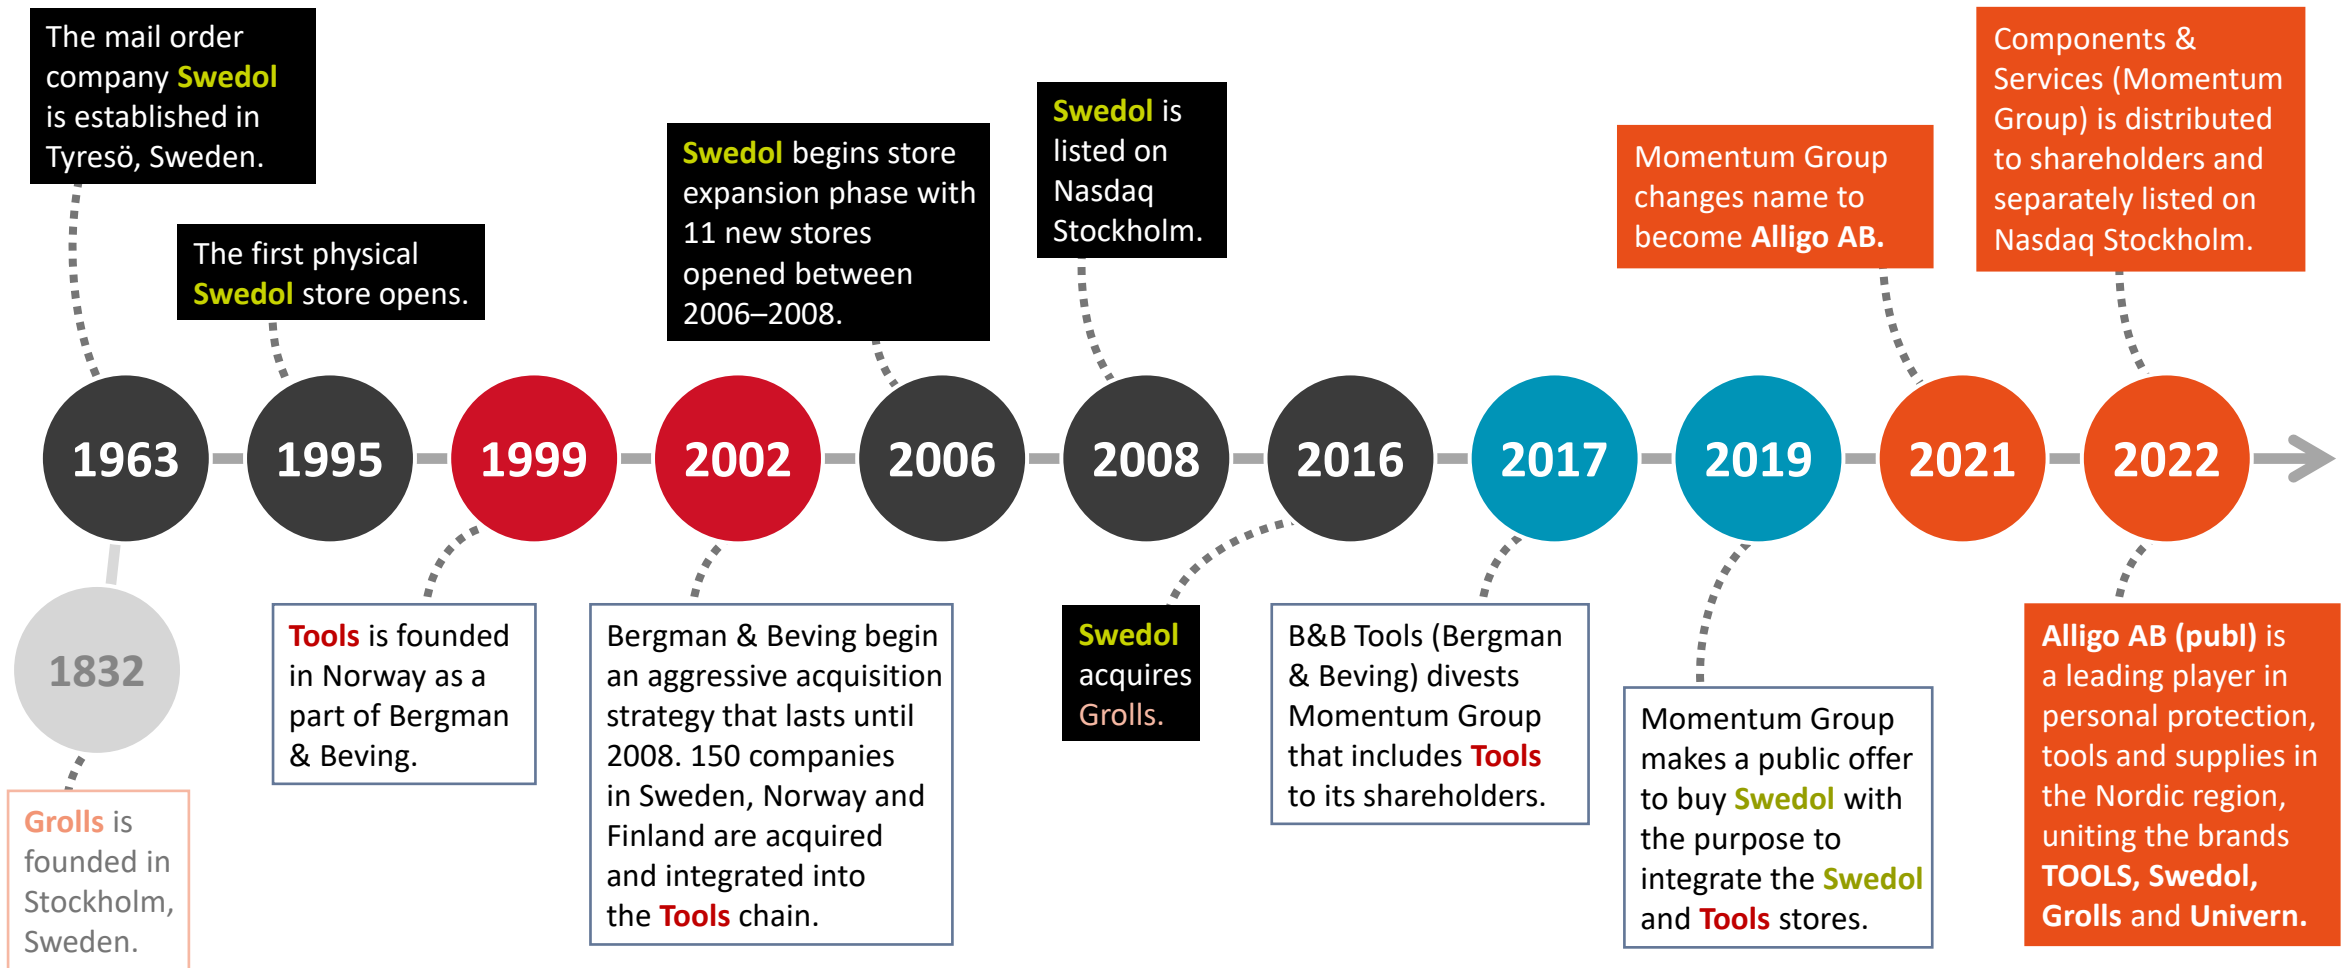 The mail order
company Swedol
is established in
Tyresö, Sweden.
The first physical
Swedol store opens.
Swedol begins store
expansion phase with
11 new stores
opened between
2006–2008.
Swedol is
listed on
Nasdaq
Stockholm.
Momentum Group
changes name to
become Alligo AB.
Components &
Services (Momentum
Group) is distributed
to shareholders and
separately listed on
Nasdaq Stockholm.
1963
1995
1999
2002
2006
2008
2016
2017
2019
2021
2022
1832
Grolls is
founded in
Stockholm,
Sweden.
Tools is founded
in Norway as a
part of Bergman
& Beving.
Bergman & Beving begin
an aggressive acquisition
strategy that lasts until
2008. 150 companies
in Sweden, Norway and
Finland are acquired
and integrated into
the Tools chain.
Swedol
acquires
Grolls.
B&B Tools (Bergman
& Beving) divests
Momentum Group
that includes Tools
to its shareholders.
Momentum Group
makes a public offer
to buy Swedol with
the purpose to
integrate the Swedol
and Tools stores.
Alligo AB (publ) is
a leading player in
personal protection,
tools and supplies in
the Nordic region,
uniting the brands
TOOLS, Swedol,
Grolls and Univern.